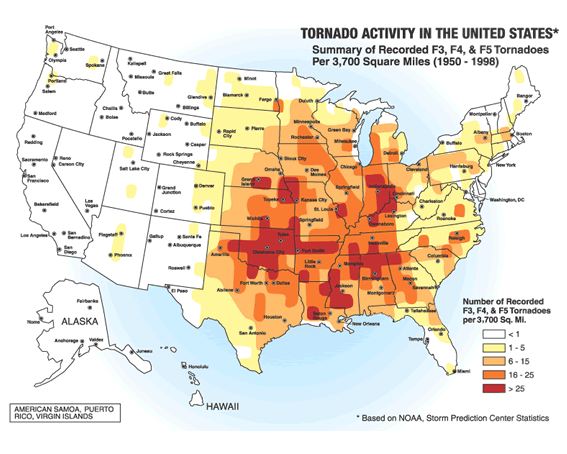 TORNADO ACTIVITY IN THE UNITED STATES*
Summary of Recorded F3, F4, & F5 Tornadoes
Per 3,700 Square Miles (1950 - 1998)
Port
Angeles
Seattle
Olympia
Spokane
Portland
Salem
Medford
Kalispell
Great Falls
Missoula
Butte
Glendive
Billings
Minot
Bismarck
Fargo
Duluth
Minneapolis
Rochester
Green Bay
Milwaukee
Challis
Boise
Pocatello
Cody
Buffalo
Jackson
Casper
Rock Springs
Cheyenne
Rapid
City
Pierre
Sioux City
Des
Moines
Chicago
Detroit
Cleveland
Buffalo
Montpelier
Bangor
Albany
Boston
New York
Harrisburg
Washington, DC
Redding
Sacramento
San
Francisco
Reno
Carson City
Salt Lake
City
Grand
Junction
Denver
Pueblo
Cortez
Omaha
Grand
Island
Topeka
Kansas City
Springfield
St. Louis
Indianapolis
Cincinnati
Lexington
Owensboro
Charleston
Roanoke
Raleigh
Bakersfield
Las
Vegas
Los Angeles
San
Bernardino
San
Diego
Flagstaff
Phoenix
Gallup
Santa Fe
Albuquerque
Roswell
El Paso
Wichita
Tulsa
Oklahoma City
Amarillo
Springfield
Fort Smith
Little
Rock
Memphis
Nashville
Columbia
Atlanta
Macon
Savannah
Birmingham
Montgomery
Jackson
Abilene
Fort Worth
Dallas
Houston
San Antonio
Baton
Rouge
New Orleans
Tallahassee
Orlando
Tampa
Miami
Fairbanks
Nome
ALASKA
Anchorage
Valdez
Juneau
Honolulu
HAWAII
AMERICAN SAMOA, PUERTO
RICO, VIRGIN ISLANDS
Number of Recorded
F3, F4, & F5 Tornadoes
per 3,700 Sq. Mi.
< 1
1 - 5
6 - 15
16 - 25
> 25
* Based on NOAA, Storm Prediction Center Statistics